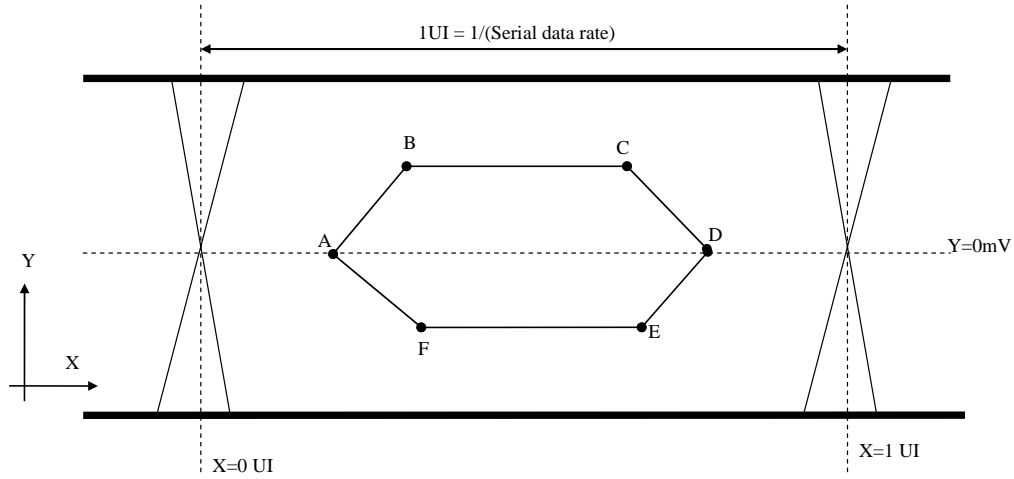 1UI = 1/(Serial data rate)
B
C
A
D
Y=0mV
Y
F
E
X
X=0 UI
X=1 UI